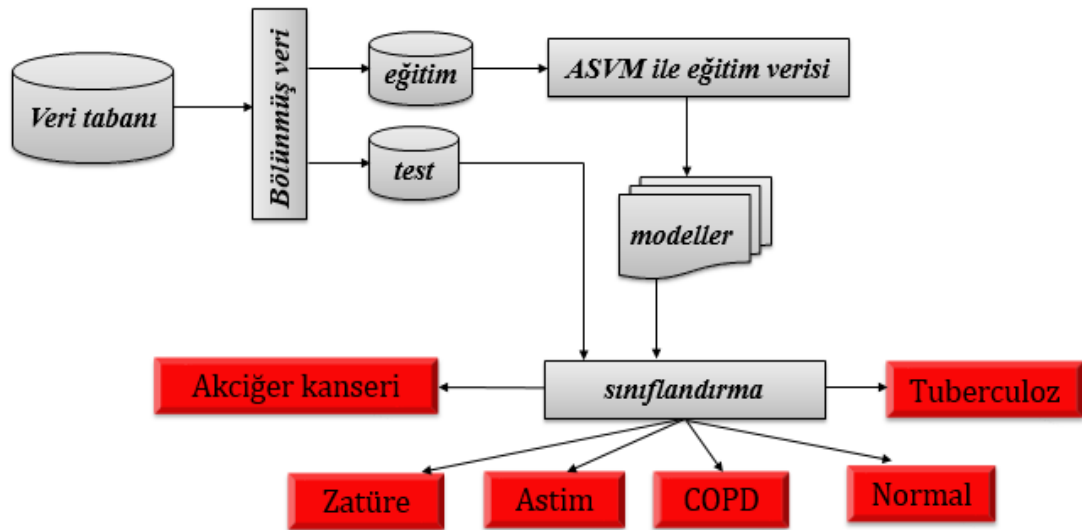 Veri tabanı
Bölünmüş veri
eğitim
ASVM ile eğitim verisi
test
modeller
sınıflandırma
Akciğer kanseri
Tuberculoz
Zatüre
Astim
COPD
Normal